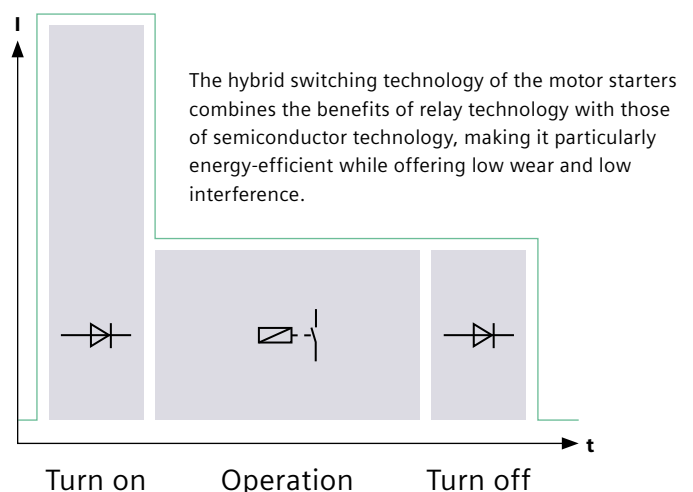 I
The hybrid switching technology of the motor starters
combines the benefits of relay technology with those
of semiconductor technology, making it particularly
energy-efficient while offering low wear and low
interference.
t
Turn on
Operation
Turn off